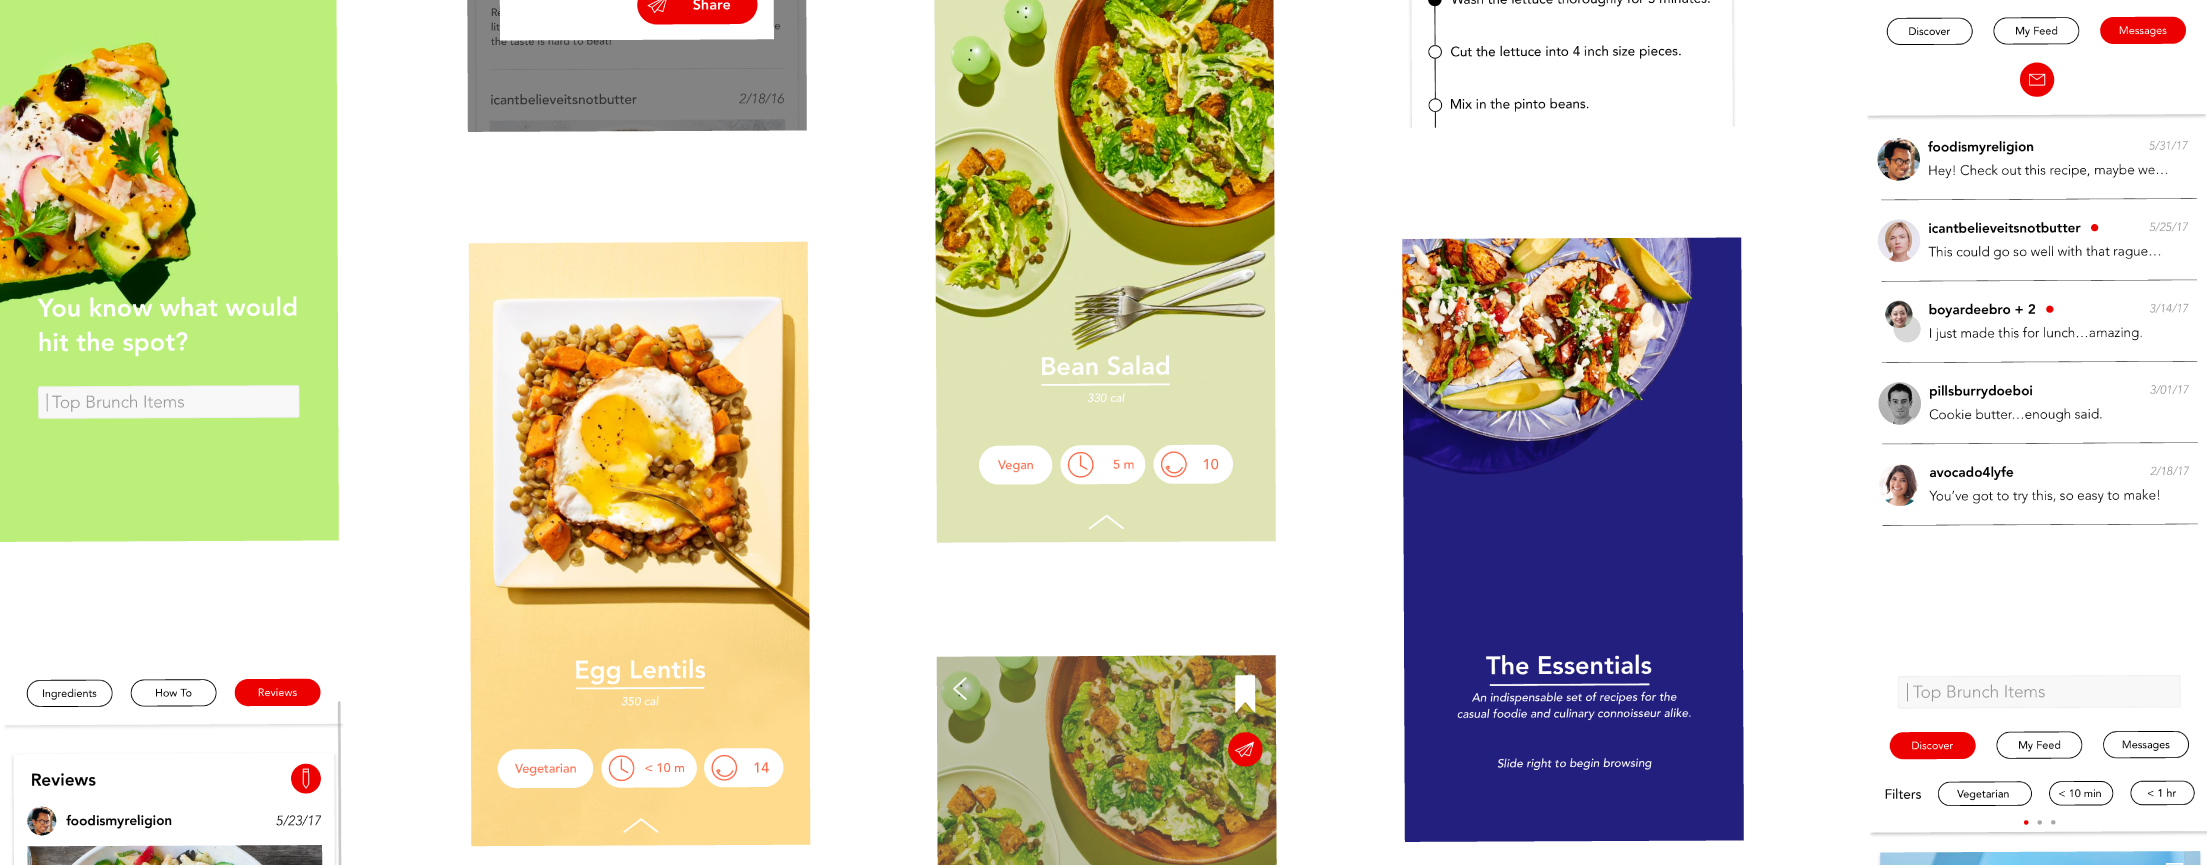 You know what would
hit the spot?
Top Brunch Items
Ingredients
How To
Reviews
Reviews
foodismyreligion
5/23/17
Share
Re
lit
e
the taste is hard to beat!
icantbelieveitsnotbutter
2/18/16
Egg Lentils
350 cal
Vegetarian
< 10 m
14
Bean Salad
330 cal
Vegan
5 m
10
Wash the lettuce thoroughly for 5 minutes.
Cut the lettuce into 4 inch size pieces.
Mix in the pinto beans.
The Essentials
An indispensable set of recipes for the
casual foodie and culinary connoisseur alike.
Slide right to begin browsing
Discover
My Feed
Messages
foodismyreligion
5/31/17
Hey! Check out this recipe, maybe we...
icantbelieveitsnotbutter
5/25/17
This could go so well with that rague...
boyardeebro + 2
3/14/17
I just made this for lunch...amazing.
pillsburrydoeboi
3/01/17
Cookie butter...enough said.
avocado4lyfe
2/18/17
You've got to try this, so easy to make!
Top Brunch Items
Discover
My Feed
Messages
Filters
Vegetarian
< 10 min
< 1 hr